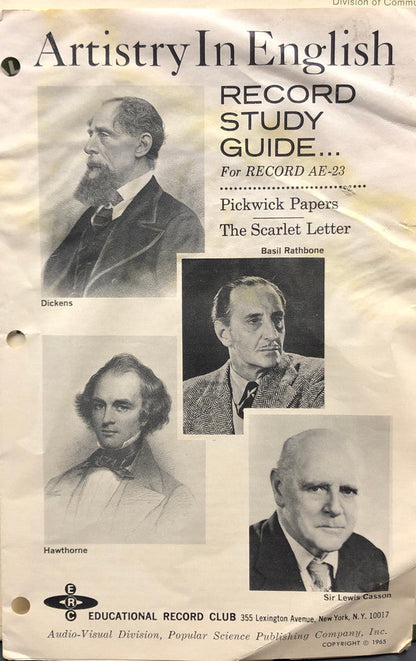 Division of Commu
Artistry In English
RECORD
STUDY
GUIDE...
For RECORD AE-23
Pickwick Papers
The Scarlet Letter
Basil Rathbone
Dickens
Hawthorne
Sir Lewis Casson
ERC
EDUCATIONAL RECORD CLUB 355 Lexington Avenue, New York, N.Y. 10017
Audio-Visual Division, Popular Science Publishing Company, Inc.
COPYRIGHT © 1965